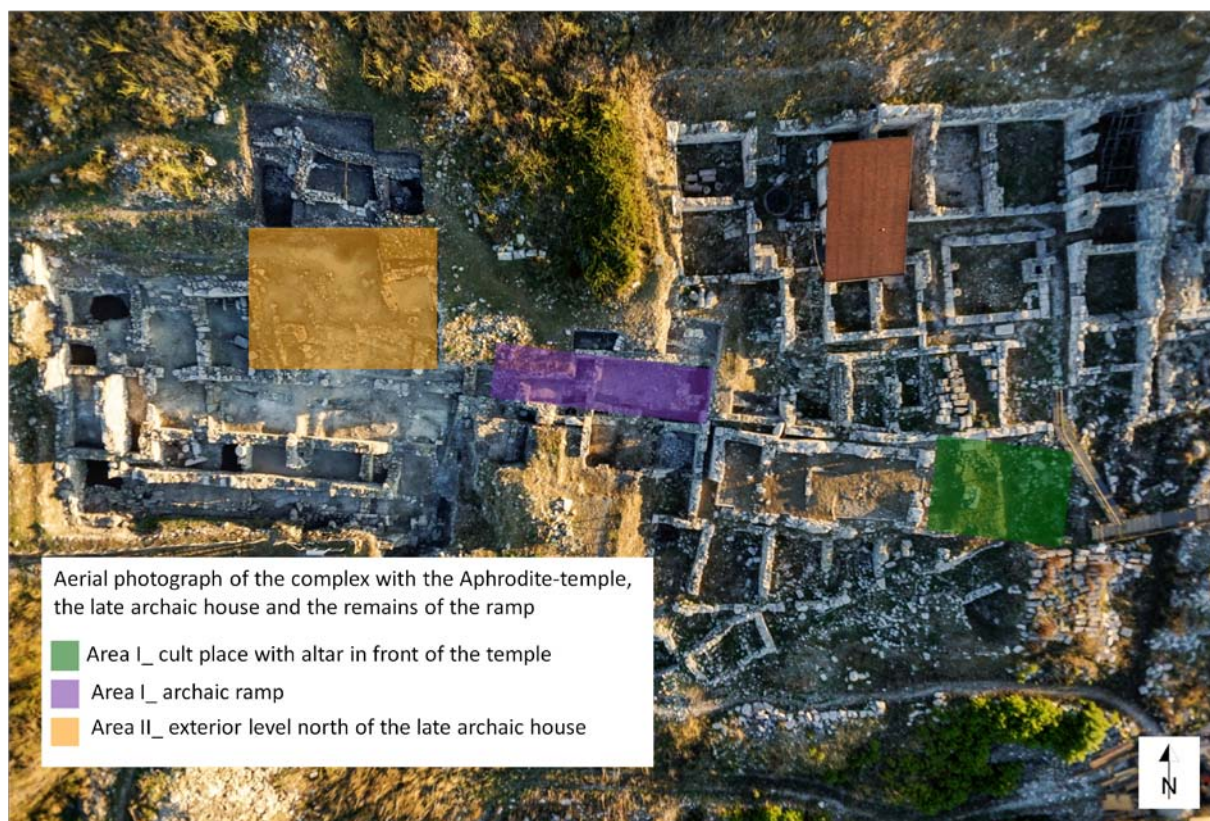 Aerial photograph of the complex with the Aphrodite-temple,
the late archaic house and the remains of the ramp
Area I_ cult place with altar in front of the temple
Area I_ archaic ramp
Area II_ exterior level north of the late archaic house
N